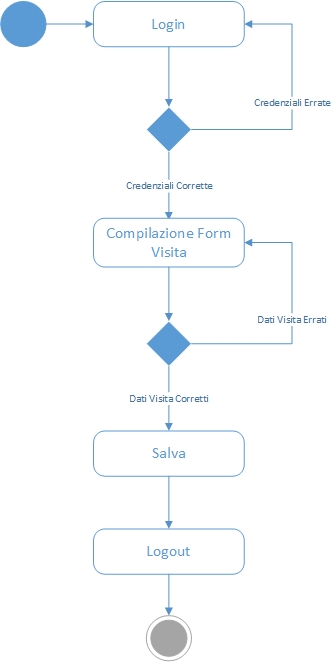 Login
Credenziali Errate
Credenziali Corrette
Compilazione Form
Visita
Dati Visita Errati
Dati Visita Corretti
Salva
Logout